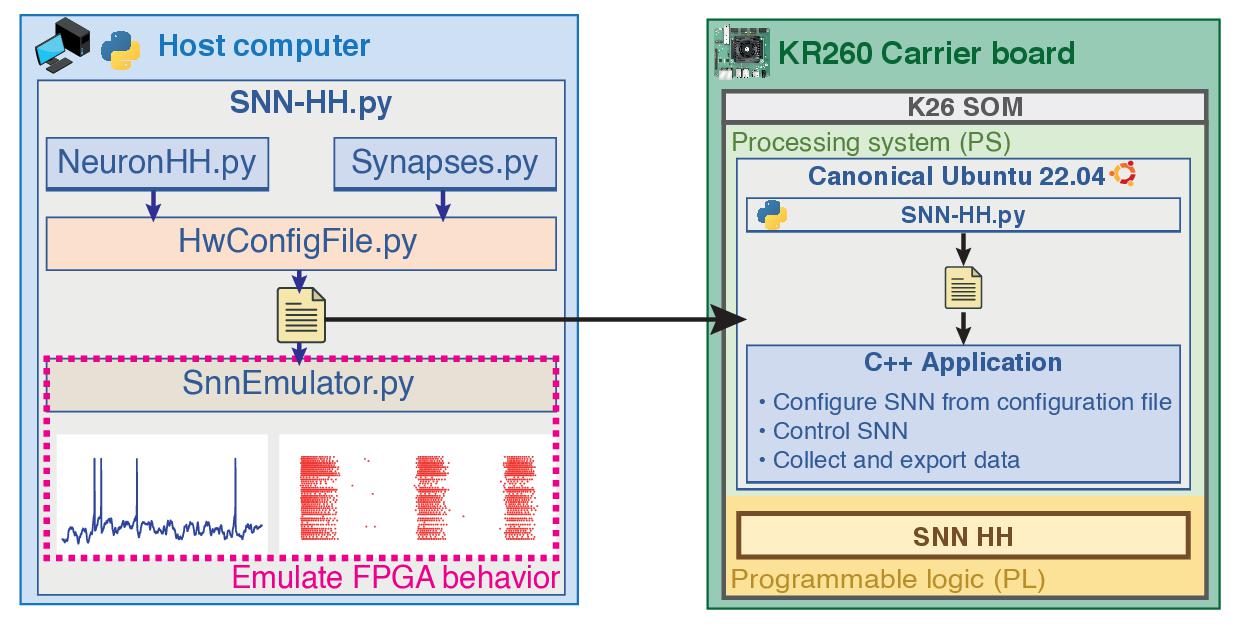 Host computer
SNN-HH.py
NeuronHH.py
Synapses.py
HwConfigFile.py
SnnEmulator.py
Emulate FPGA behavior
KR260 Carrier board
K26 SOM
Processing system (PS)
Canonical Ubuntu 22.04
SNN-HH.py
C++ Application
• Configure SNN from configuration file
• Control SNN
• Collect and export data
SNN HH
Programmable logic (PL)